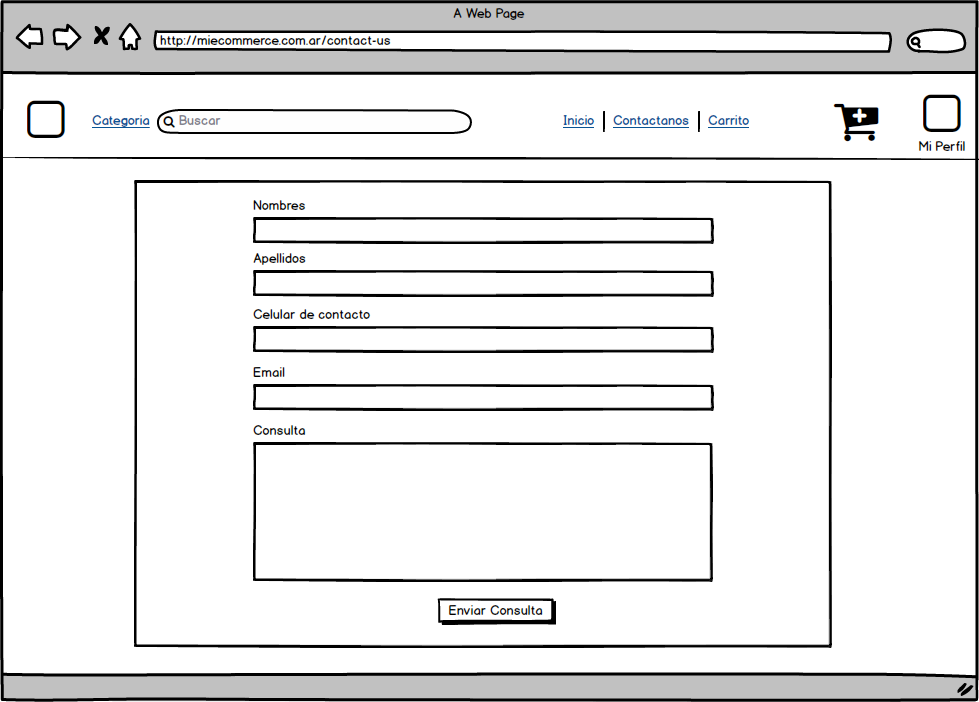 A Web Page
http://miecommerce.com.ar/contact-us
Categoria Buscar Inicio Contactanos Carrito
Mi Perfil
Nombres
Apellidos
Celular de contacto
Email
Consulta
Enviar Consulta